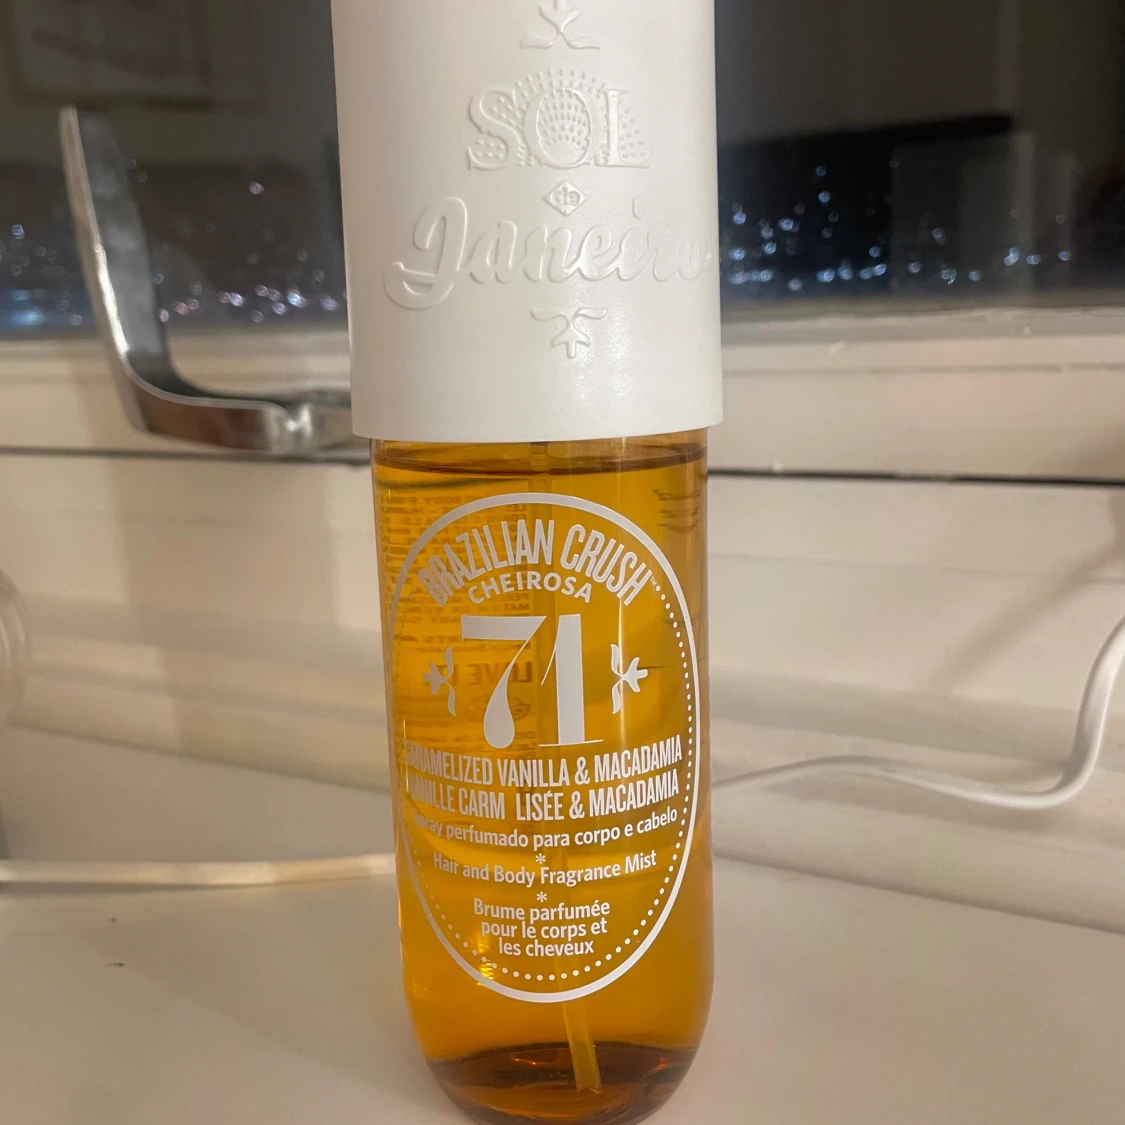 SOL
de
Janeiro
BRAZILIAN CRUSH™
CHEIROSA
71
CARAMELIZED VANILLA & MACADAMIA
VANILLE CARM LISÉE & MACADAMIA
Spray perfumado para corpo e cabelo
*
Hair and Body Fragrance Mist
*
Brume parfumée
pour le corps et
les cheveux